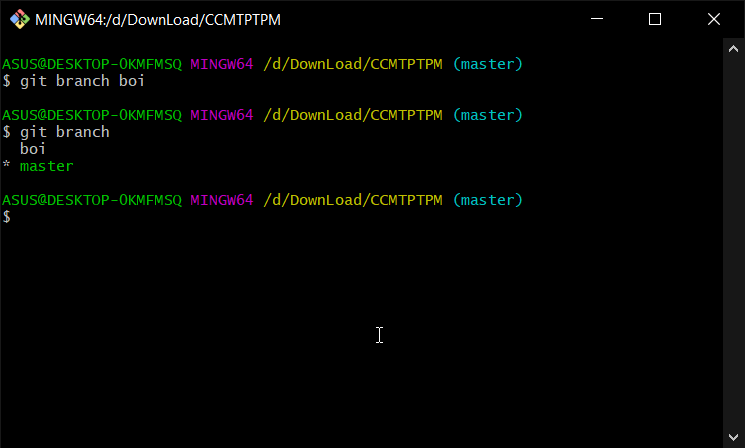 MINGW64:/d/DownLoad/CCMTPTPM
ASUS@DESKTOP-0KMFMSQ MINGW64 /d/DownLoad/CCMTPTPM (master)
$ git branch boi
ASUS@DESKTOP-0KMFMSQ MINGW64 /d/DownLoad/CCMTPTPM (master)
$ git branch
  boi
* master
ASUS@DESKTOP-0KMFMSQ MINGW64 /d/DownLoad/CCMTPTPM (master)
$